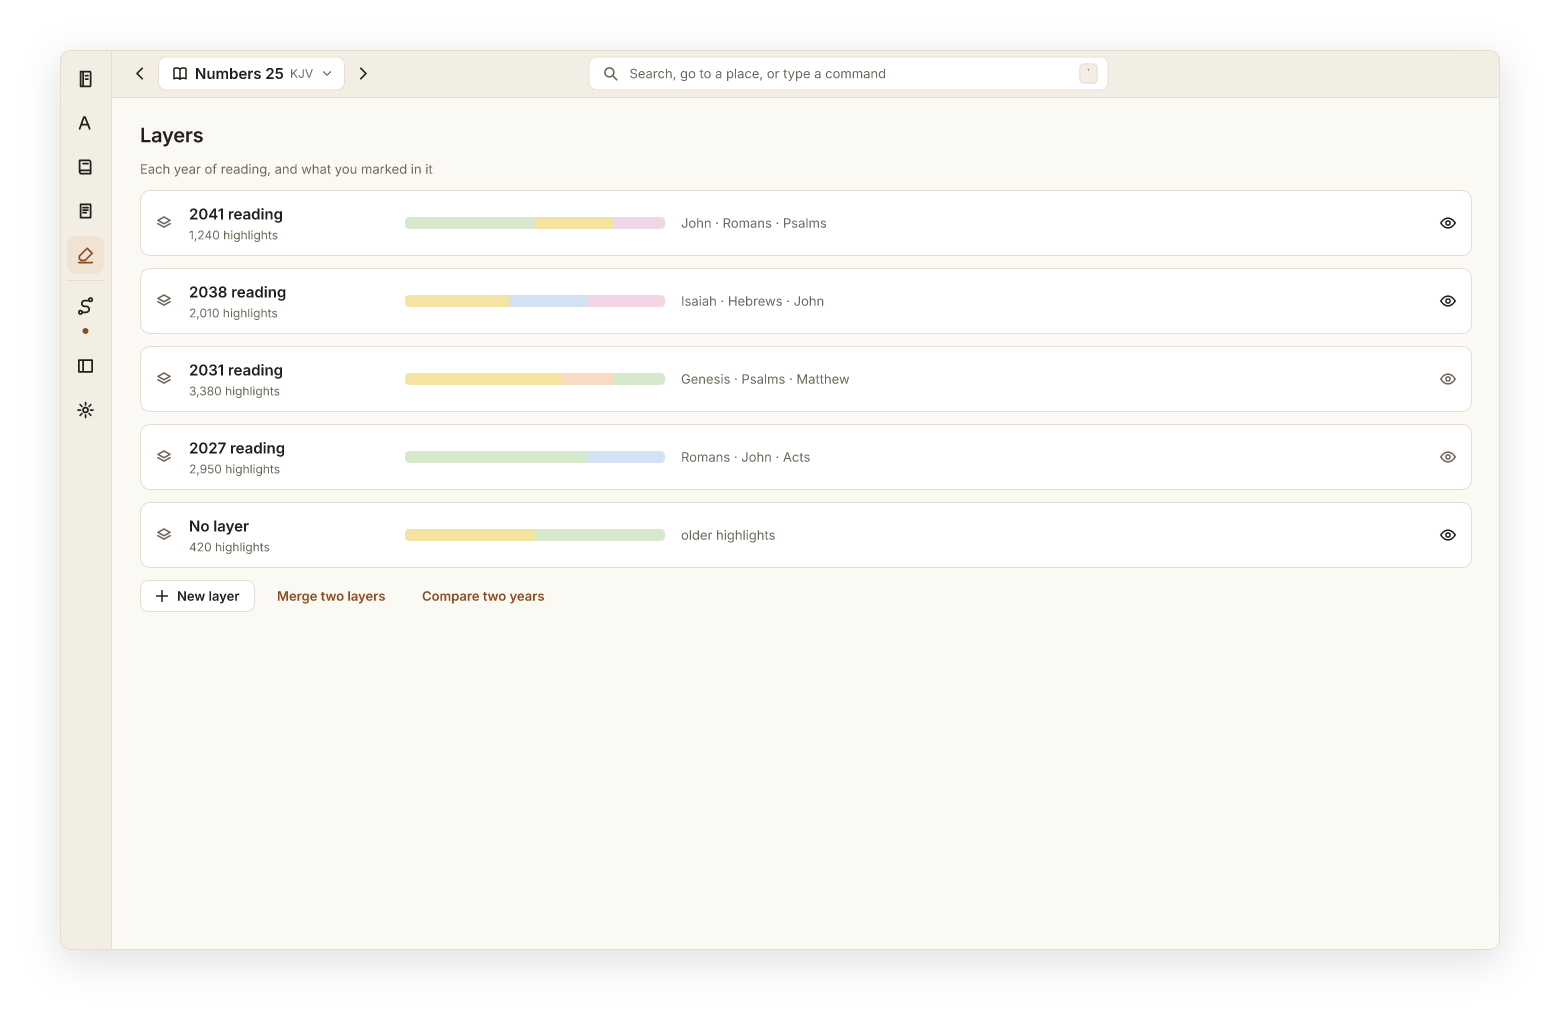 Numbers 25 KJV
Search, go to a place, or type a command
Layers
Each year of reading, and what you marked in it
2041 reading
1,240 highlights
John · Romans · Psalms
2038 reading
2,010 highlights
Isaiah · Hebrews · John
2031 reading
3,380 highlights
Genesis · Psalms · Matthew
2027 reading
2,950 highlights
Romans · John · Acts
No layer
420 highlights
older highlights
New layer
Merge two layers
Compare two years